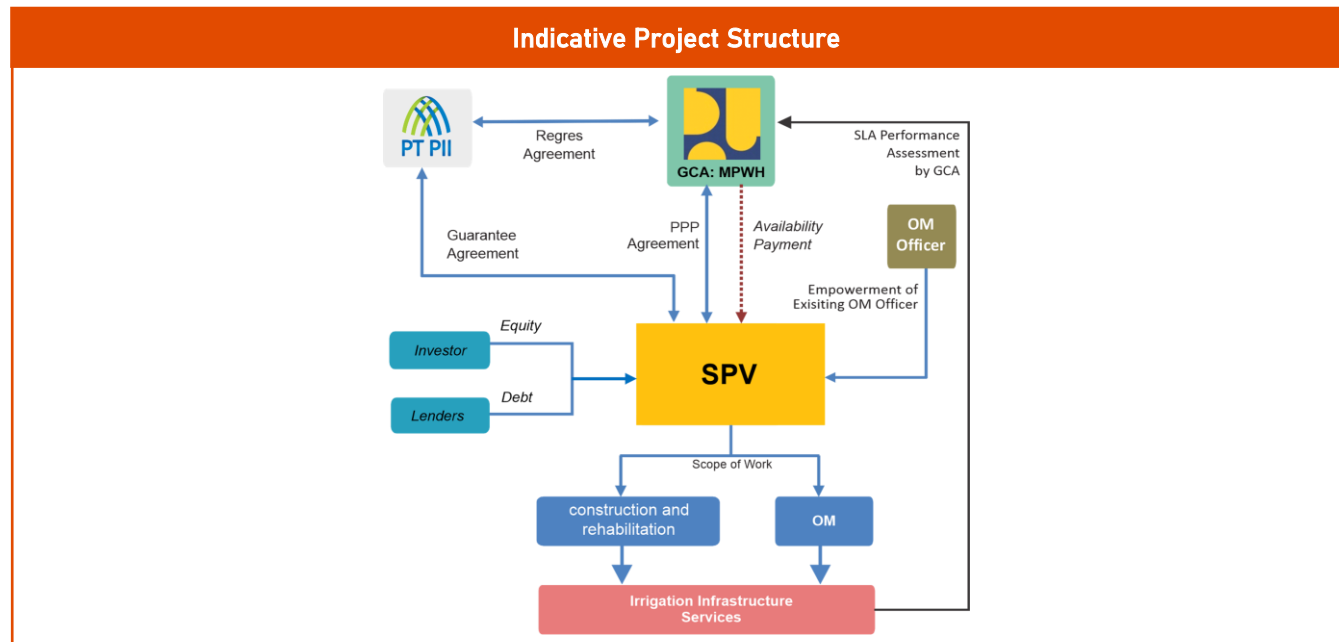 Indicative Project Structure
PT PII
Regres
Agreement
GCA: MPWH
SLA Performance
Assessment
by GCA
Guarantee
Agreement
PPP
Agreement
Availability
Payment
OM
Officer
Empowerment of
Exisiting OM Officer
Equity
Investor
Debt
Lenders
SPV
Scope of Work
construction and
rehabilitation
OM
Irrigation Infrastructure
Services